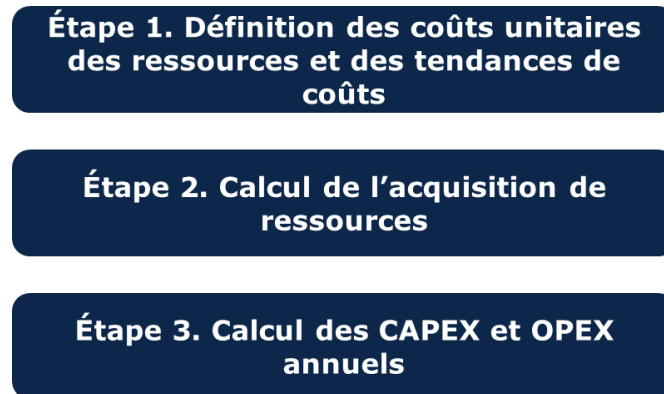 Étape 1. Définition des coûts unitaires
des ressources et des tendances de
coûts
Étape 2. Calcul de l’acquisition de
ressources
Étape 3. Calcul des CAPEX et OPEX
annuels